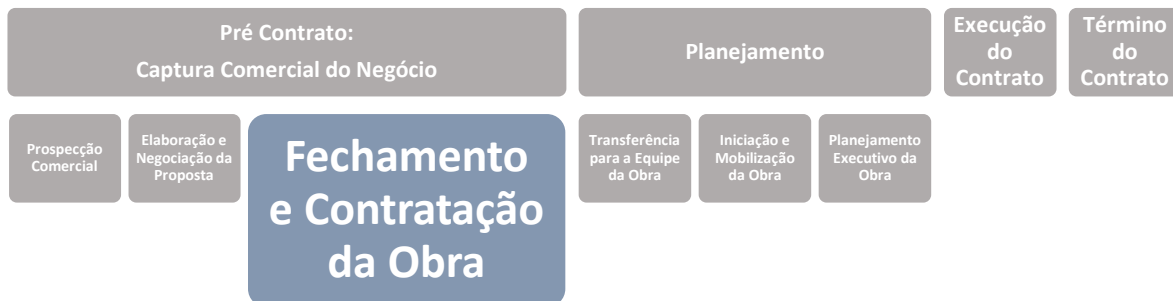 Pré Contrato:
Captura Comercial do Negócio
Planejamento
Execução
do
Contrato
Término
do
Contrato
Prospecção
Comercial
Elaboração e
Negociação da
Proposta
Fechamento
e Contratação
da Obra
Transferência
para a Equipe
da Obra
Iniciação e
Mobilização
da Obra
Planejamento
Executivo da
Obra